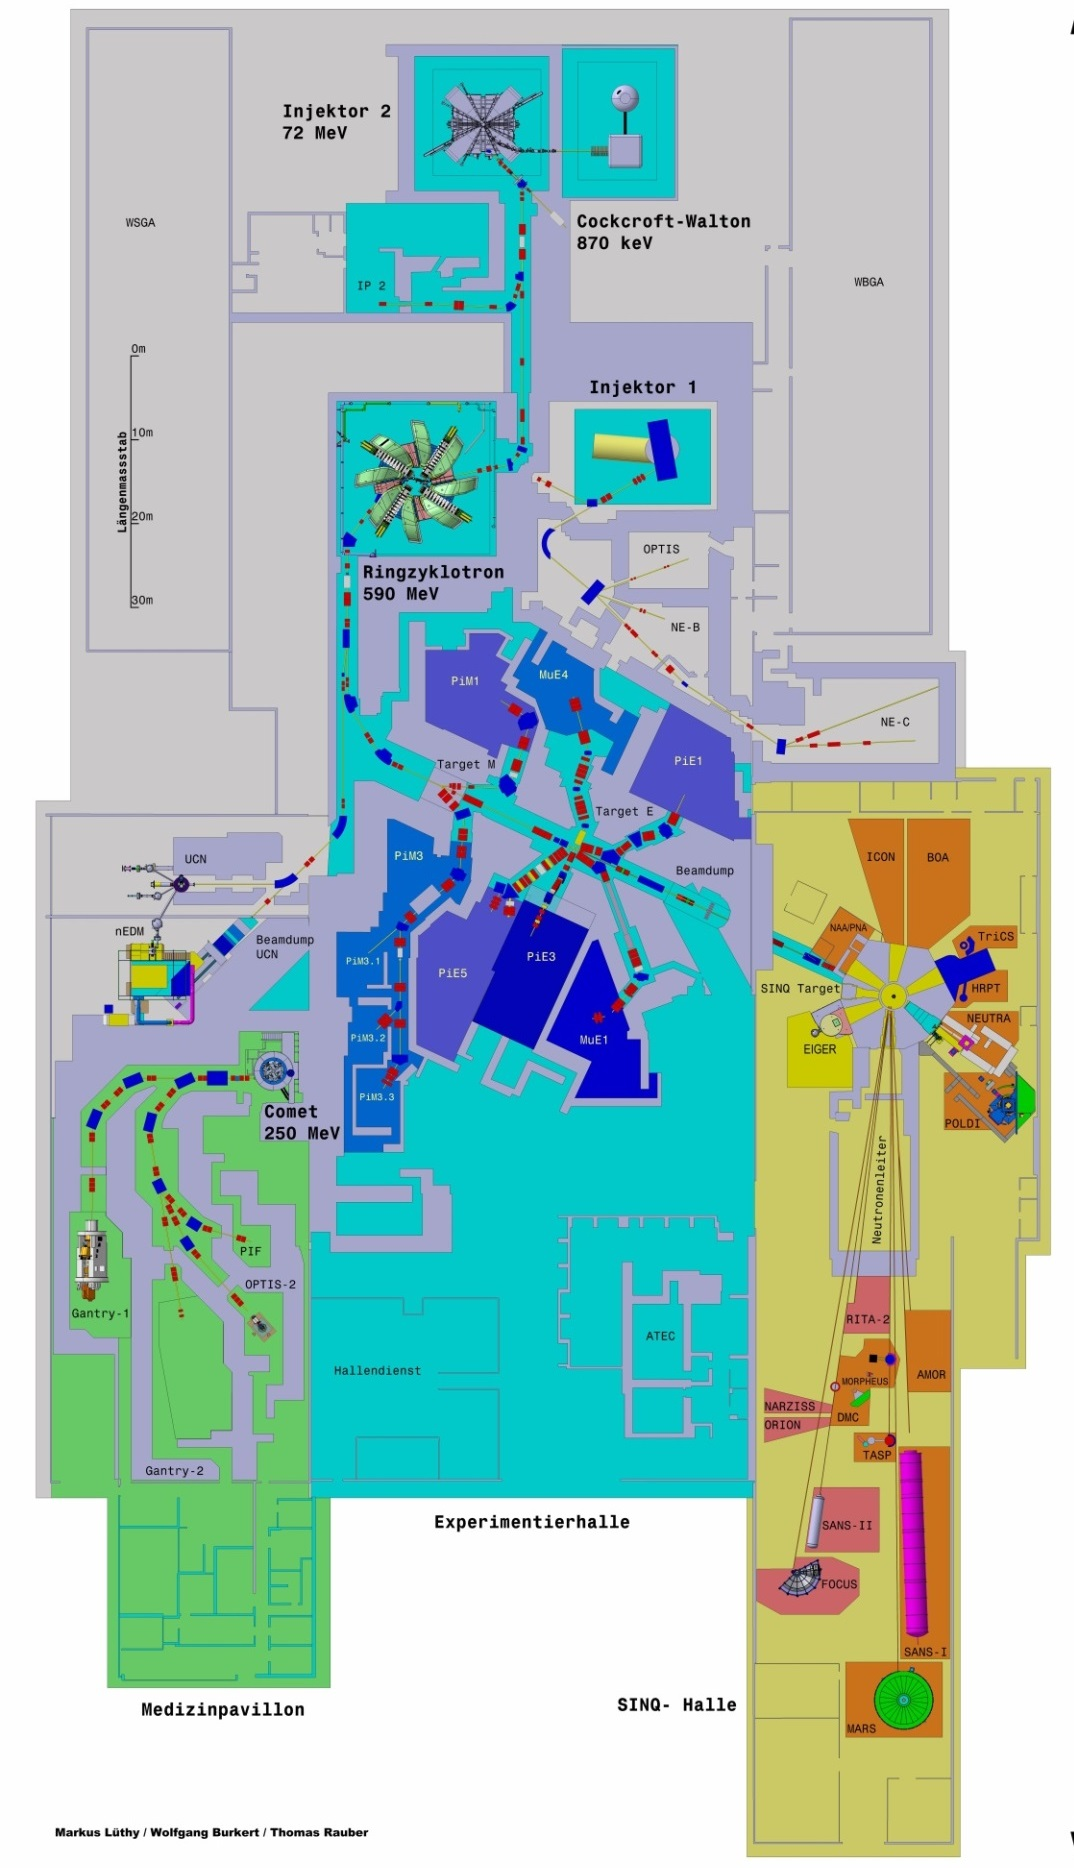 Injektor 2
72 MeV
Cockcroft-Walton
870 keV
WSGA
WBGA
IP 2
Längenmassstab
0m
10m
20m
30m
Injektor 1
Ringzyklotron
590 MeV
OPTIS
NE-B
NE-C
PiM1
MuE4
PiE1
Target M
Target E
Beamdump
PiM3
UCN
nEDM
Beamdump
UCN
PiM3.1
PiM3.2
PiM3.3
PiE5
PiE3
MuE1
ICON
BOA
NAA/PNA
TriCS
HRPT
SINQ Target
NEUTRA
EIGER
POLDI
Neutronenleiter
Comet
250 MeV
PIF
OPTIS-2
Gantry-1
Gantry-2
Hallendienst
ATEC
RITA-2
AMOR
MORPHEUS
NARZISS
DMC
ORION
TASP
SANS-II
FOCUS
SANS-I
MARS
Experimentierhalle
Medizinpavillon
SINQ- Halle
Markus Lüthy / Wolfgang Burkert / Thomas Rauber